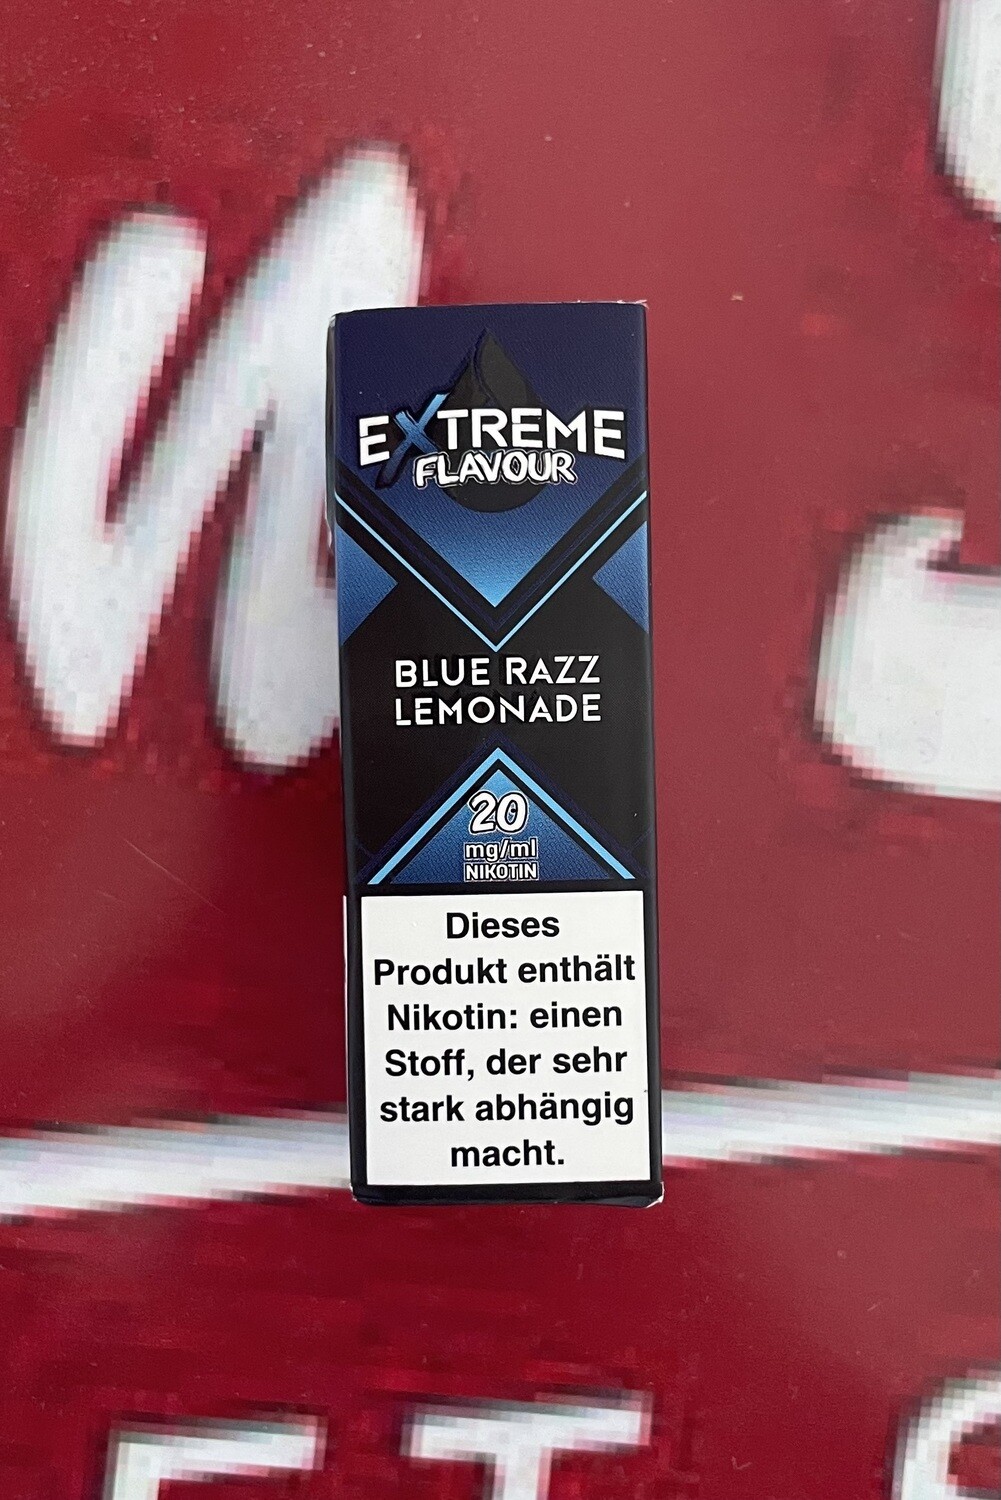 EXTREME
FLAVOUR
BLUE RAZZ
LEMONADE
20
mg/ml
NIKOTIN
Dieses
Produkt enthält
Nikotin: einen
Stoff, der sehr
stark abhängig
macht.